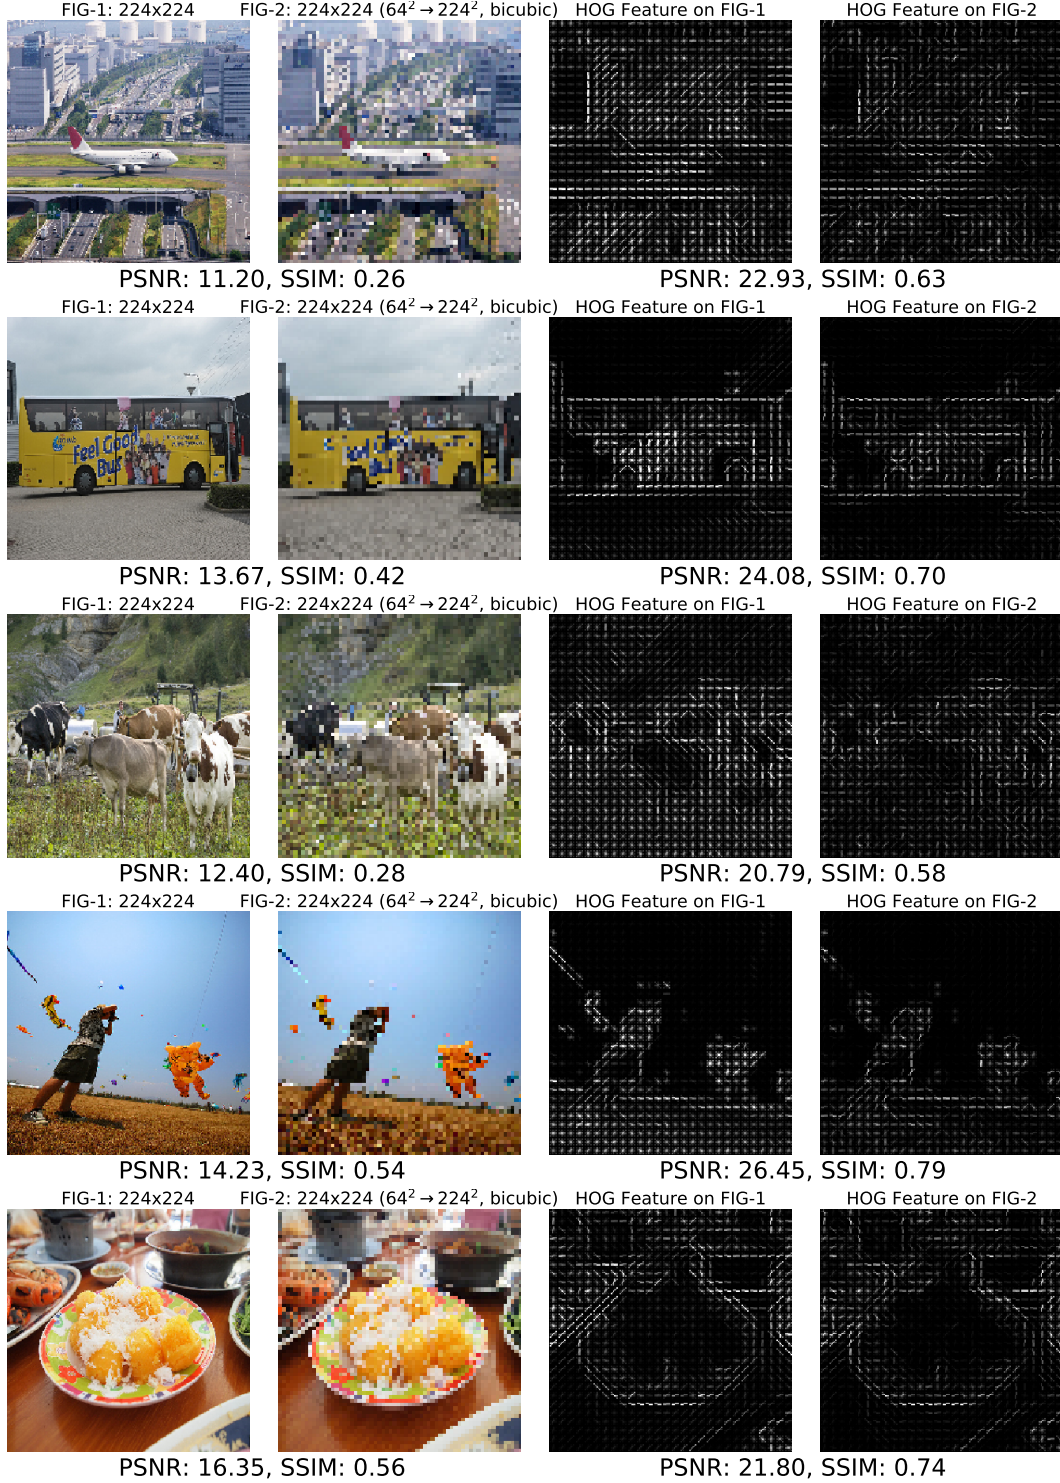 FIG-1: 224x224 FIG-2: 224x224 (64²→224², bicubic) HOG Feature on FIG-1 HOG Feature on FIG-2
PSNR: 11.20, SSIM: 0.26 PSNR: 22.93, SSIM: 0.63
FIG-1: 224x224 FIG-2: 224x224 (64²→224², bicubic) HOG Feature on FIG-1 HOG Feature on FIG-2
Feel Good
Bus
PSNR: 13.67, SSIM: 0.42 PSNR: 24.08, SSIM: 0.70
FIG-1: 224x224 FIG-2: 224x224 (64²→224², bicubic) HOG Feature on FIG-1 HOG Feature on FIG-2
PSNR: 12.40, SSIM: 0.28 PSNR: 20.79, SSIM: 0.58
FIG-1: 224x224 FIG-2: 224x224 (64²→224², bicubic) HOG Feature on FIG-1 HOG Feature on FIG-2
PSNR: 14.23, SSIM: 0.54 PSNR: 26.45, SSIM: 0.79
FIG-1: 224x224 FIG-2: 224x224 (64²→224², bicubic) HOG Feature on FIG-1 HOG Feature on FIG-2
PSNR: 16.35, SSIM: 0.56 PSNR: 21.80, SSIM: 0.74